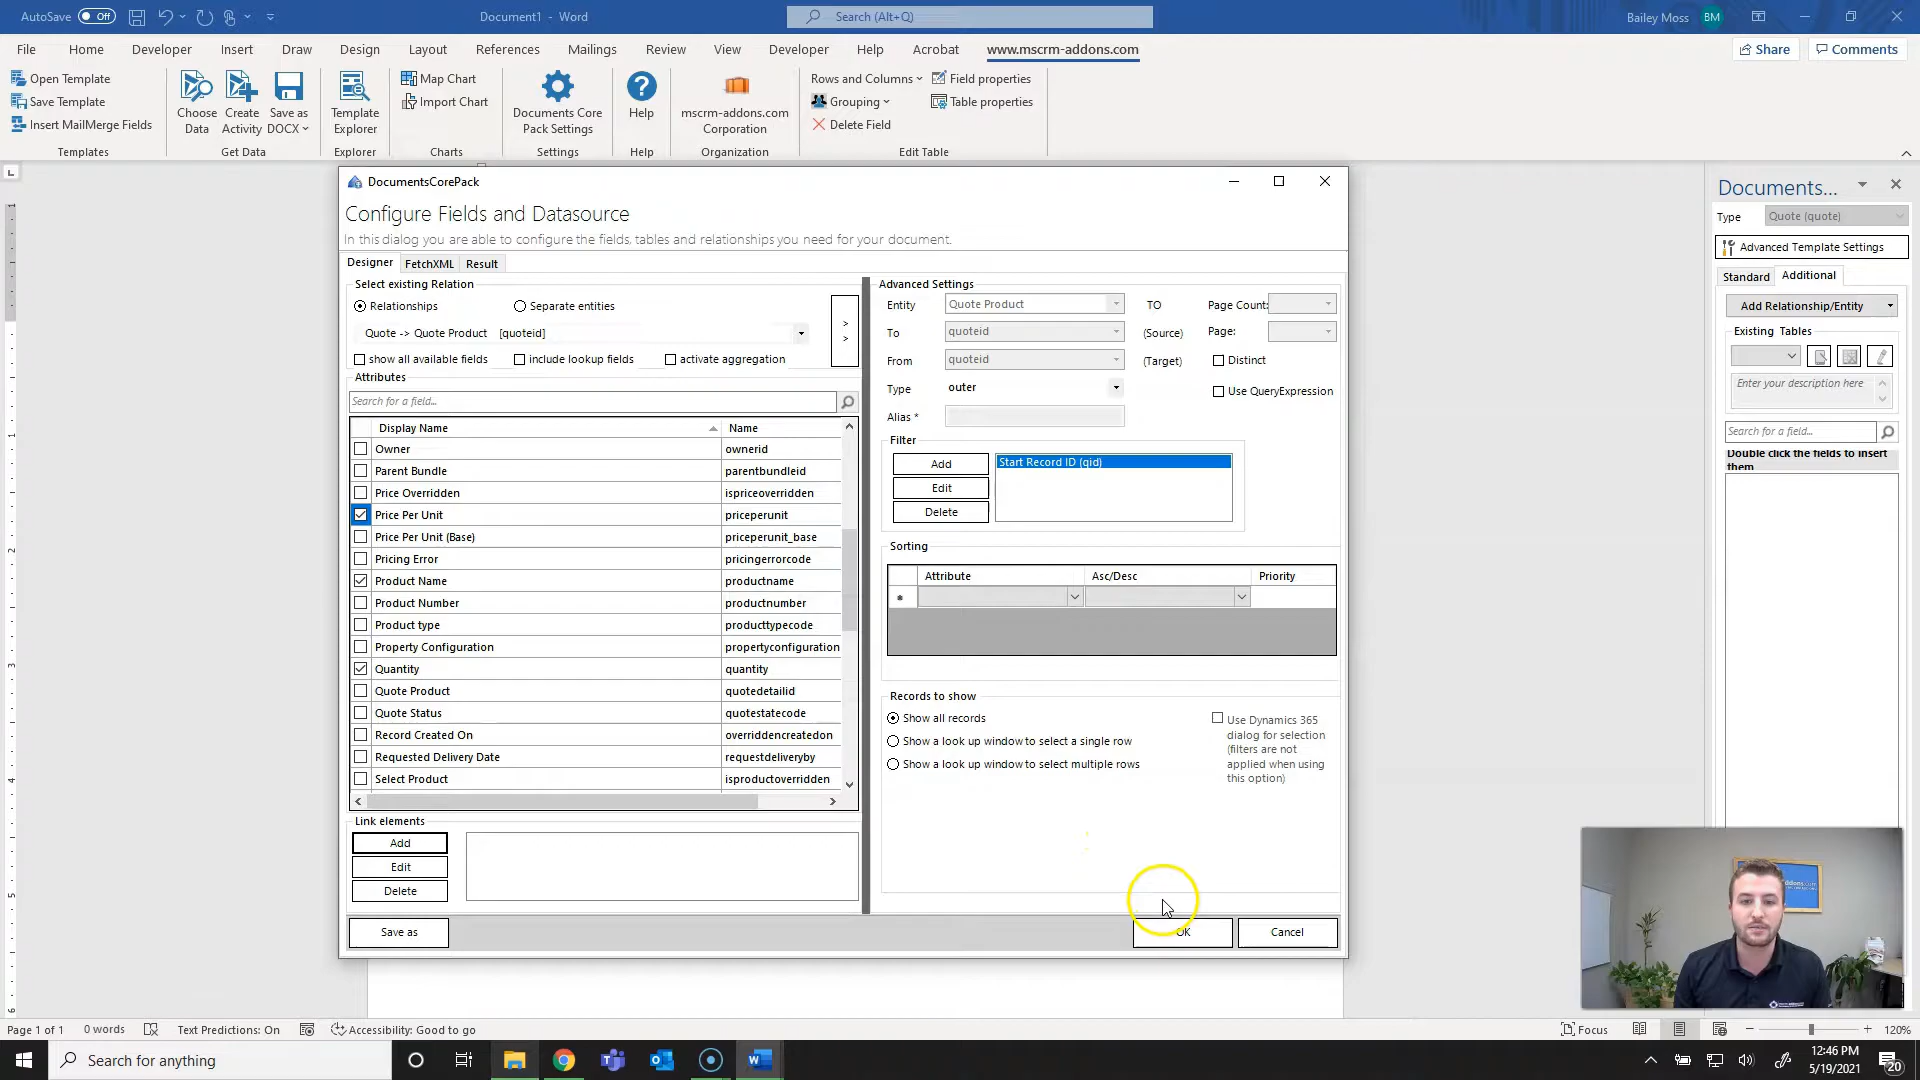 AutoSave Off
Document1 - Word
Search (Alt+Q)
Bailey Moss BM
File Home Developer Insert Draw Design Layout References Mailings Review View Developer Help Acrobat www.mscrm-addons.com
Share Comments
Open Template
Save Template
Insert MailMerge Fields
Templates
Choose Data
Create Activity
Save as DOCX
Get Data
Template Explorer
Explorer
Map Chart
Import Chart
Charts
Documents Core Pack Settings
Settings
Help
Help
mscrm-addons.com Corporation
Organization
Rows and Columns
Grouping
Delete Field
Field properties
Table properties
Edit Table
DocumentsCorePack
Configure Fields and Datasource
In this dialog you are able to configure the fields, tables and relationships you need for your document.
Designer FetchXML Result
Select existing Relation
Relationships Separate entities
Quote -> Quote Product [quoteid]
> >
show all available fields include lookup fields activate aggregation
Attributes
Search for a field...
Display Name Name
Owner ownerid
Parent Bundle parentbundleid
Price Overridden ispriceoverridden
Price Per Unit priceperunit
Price Per Unit (Base) priceperunit_base
Pricing Error pricingerrorcode
Product Name productname
Product Number productnumber
Product type producttypecode
Property Configuration propertyconfiguration
Quantity quantity
Quote Product quotedetailid
Quote Status quotestatecode
Record Created On overriddencreatedon
Requested Delivery Date requestdeliveryby
Select Product isproductoverridden
Link elements
Add
Edit
Delete
Save as
Advanced Settings
Entity Quote Product TO Page Count:
To quoteid (Source) Page:
From quoteid (Target) Distinct
Type outer Use QueryExpression
Alias *
Filter
Add
Edit
Delete
Start Record ID (qid)
Sorting
Attribute Asc/Desc Priority
Records to show
Show all records
Show a look up window to select a single row
Show a look up window to select multiple rows
Use Dynamics 365
dialog for selection
(filters are not
applied when using
this option)
OK Cancel
Documents...
Type Quote (quote)
Advanced Template Settings
Standard Additional
Add Relationship/Entity
Existing Tables
Enter your description here
Search for a field...
Double click the fields to insert
them
Page 1 of 1 0 words Text Predictions: On Accessibility: Good to go
Focus 120%
Search for anything
12:46 PM
5/19/2021
20